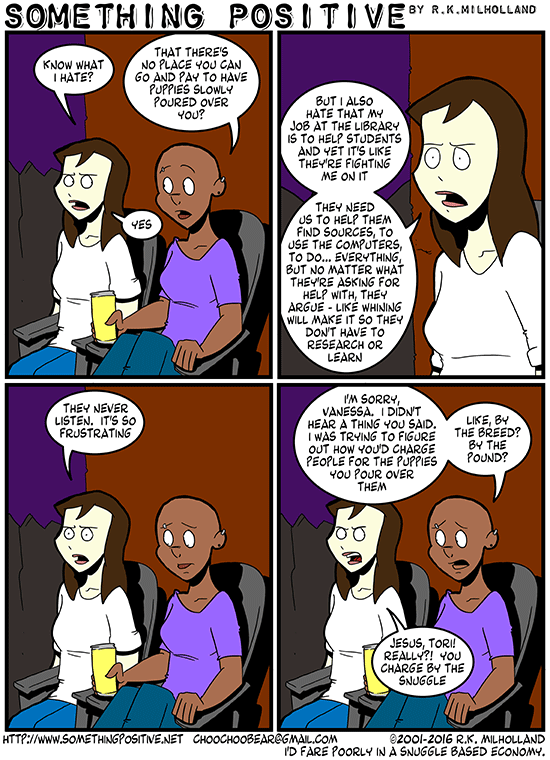 SOMETHING POSITIVE BY R.K.MILHOLLAND
KNOW WHAT
I HATE?
THAT THERE'S
NO PLACE YOU CAN
GO AND PAY TO HAVE
PUPPIES SLOWLY
POURED OVER
YOU?
YES
BUT I ALSO
HATE THAT MY
JOB AT THE LIBRARY
IS TO HELP STUDENTS
AND YET IT'S LIKE
THEY'RE FIGHTING
ME ON IT
THEY NEED
US TO HELP THEM
FIND SOURCES, TO
USE THE COMPUTERS,
TO DO... EVERYTHING,
BUT NO MATTER WHAT
THEY'RE ASKING FOR
HELP WITH, THEY
ARGUE - LIKE WHINING
WILL MAKE IT SO THEY
DON'T HAVE TO
RESEARCH OR
LEARN
THEY NEVER
LISTEN. IT'S SO
FRUSTRATING
I'M SORRY,
VANESSA. I DIDN'T
HEAR A THING YOU SAID.
I WAS TRYING TO FIGURE
OUT HOW YOU'D CHARGE
PEOPLE FOR THE PUPPIES
YOU POUR OVER
THEM
LIKE, BY
THE BREED?
BY THE
POUND?
JESUS, TORI!
REALLY?! YOU
CHARGE BY THE
SNUGGLE
HTTP://WWW.SOMETHINGPOSITIVE.NET CHOOCHOOBEAR@GMAIL.COM ©2001-2016 R.K. MILHOLLAND
I'D FARE POORLY IN A SNUGGLE BASED ECONOMY.